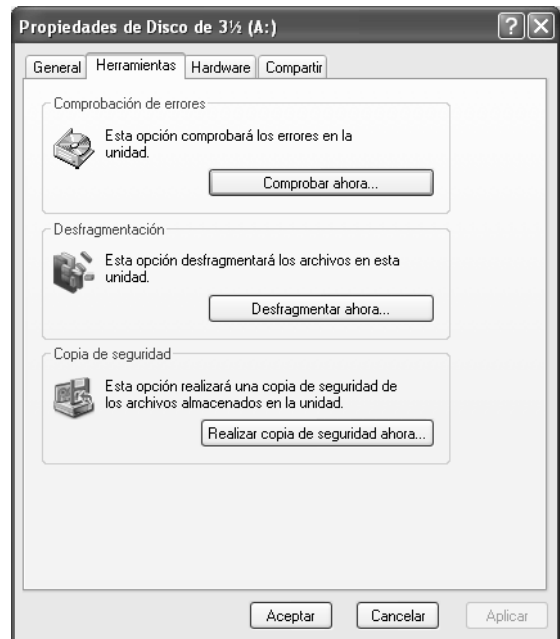 Propiedades de Disco de 3½ (A:)
General Herramientas Hardware Compartir
Comprobación de errores
Esta opción comprobará los errores en la
unidad.
Comprobar ahora...
Desfragmentación
Esta opción desfragmentará los archivos en esta
unidad.
Desfragmentar ahora...
Copia de seguridad
Esta opción realizará una copia de seguridad de
los archivos almacenados en la unidad.
Realizar copia de seguridad ahora...
Aceptar Cancelar Aplicar